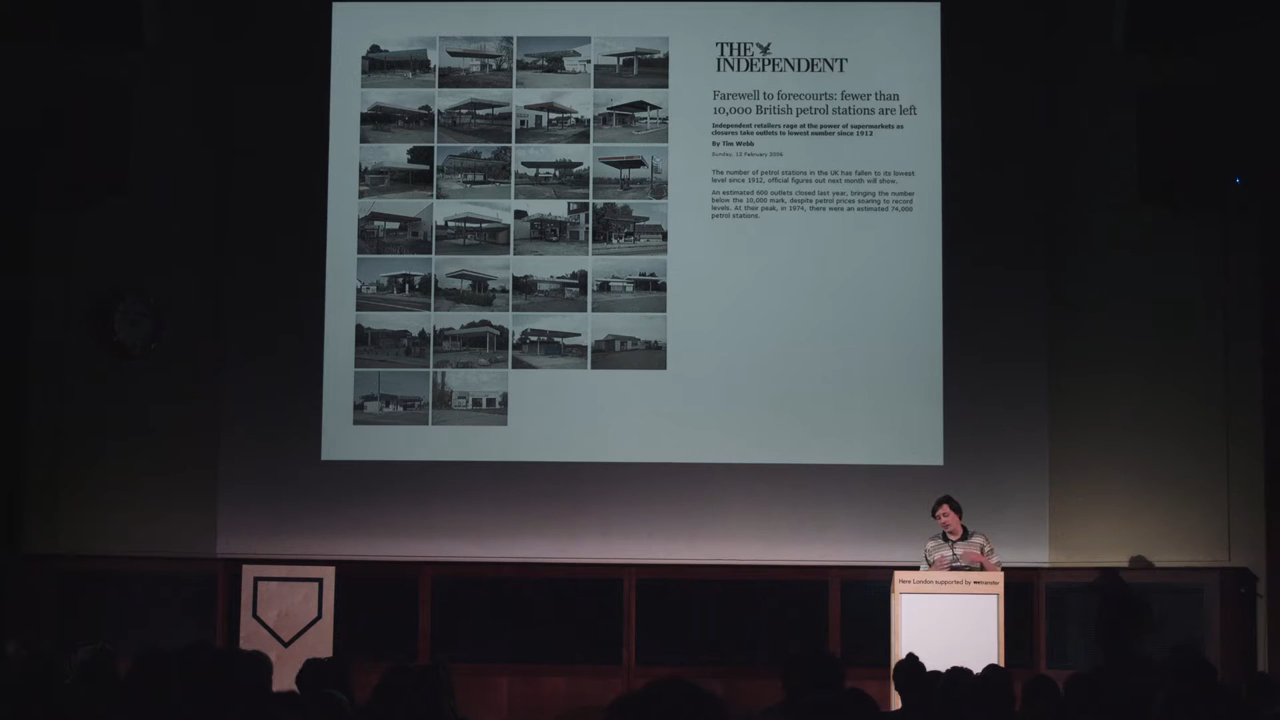 THE
INDEPENDENT
Farewell to forecourts: fewer than
10,000 British petrol stations are left
Independent retailers rage at the power of supermarkets as
closures take outlets to lowest number since 1912
By Tim Webb
Sunday, 12 February 2006
The number of petrol stations in the UK has fallen to its lowest
level since 1912, official figures out next month will show.
An estimated 600 outlets closed last year, bringing the number
below the 10,000 mark, despite petrol prices soaring to record
levels. At their peak, in 1974, there were an estimated 74,000
petrol stations.
Here London supported by wetransfer